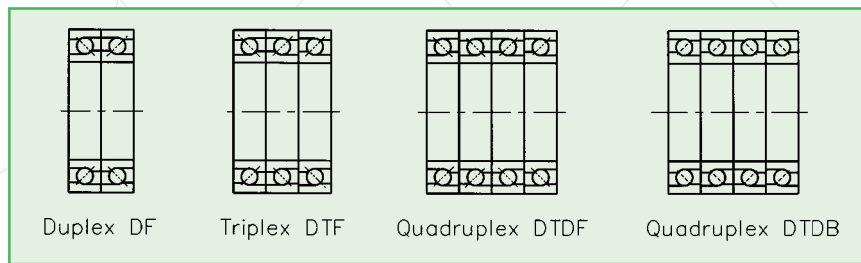 Duplex DF
Triplex DTF
Quadruplex DTDF
Quadruplex DTDB